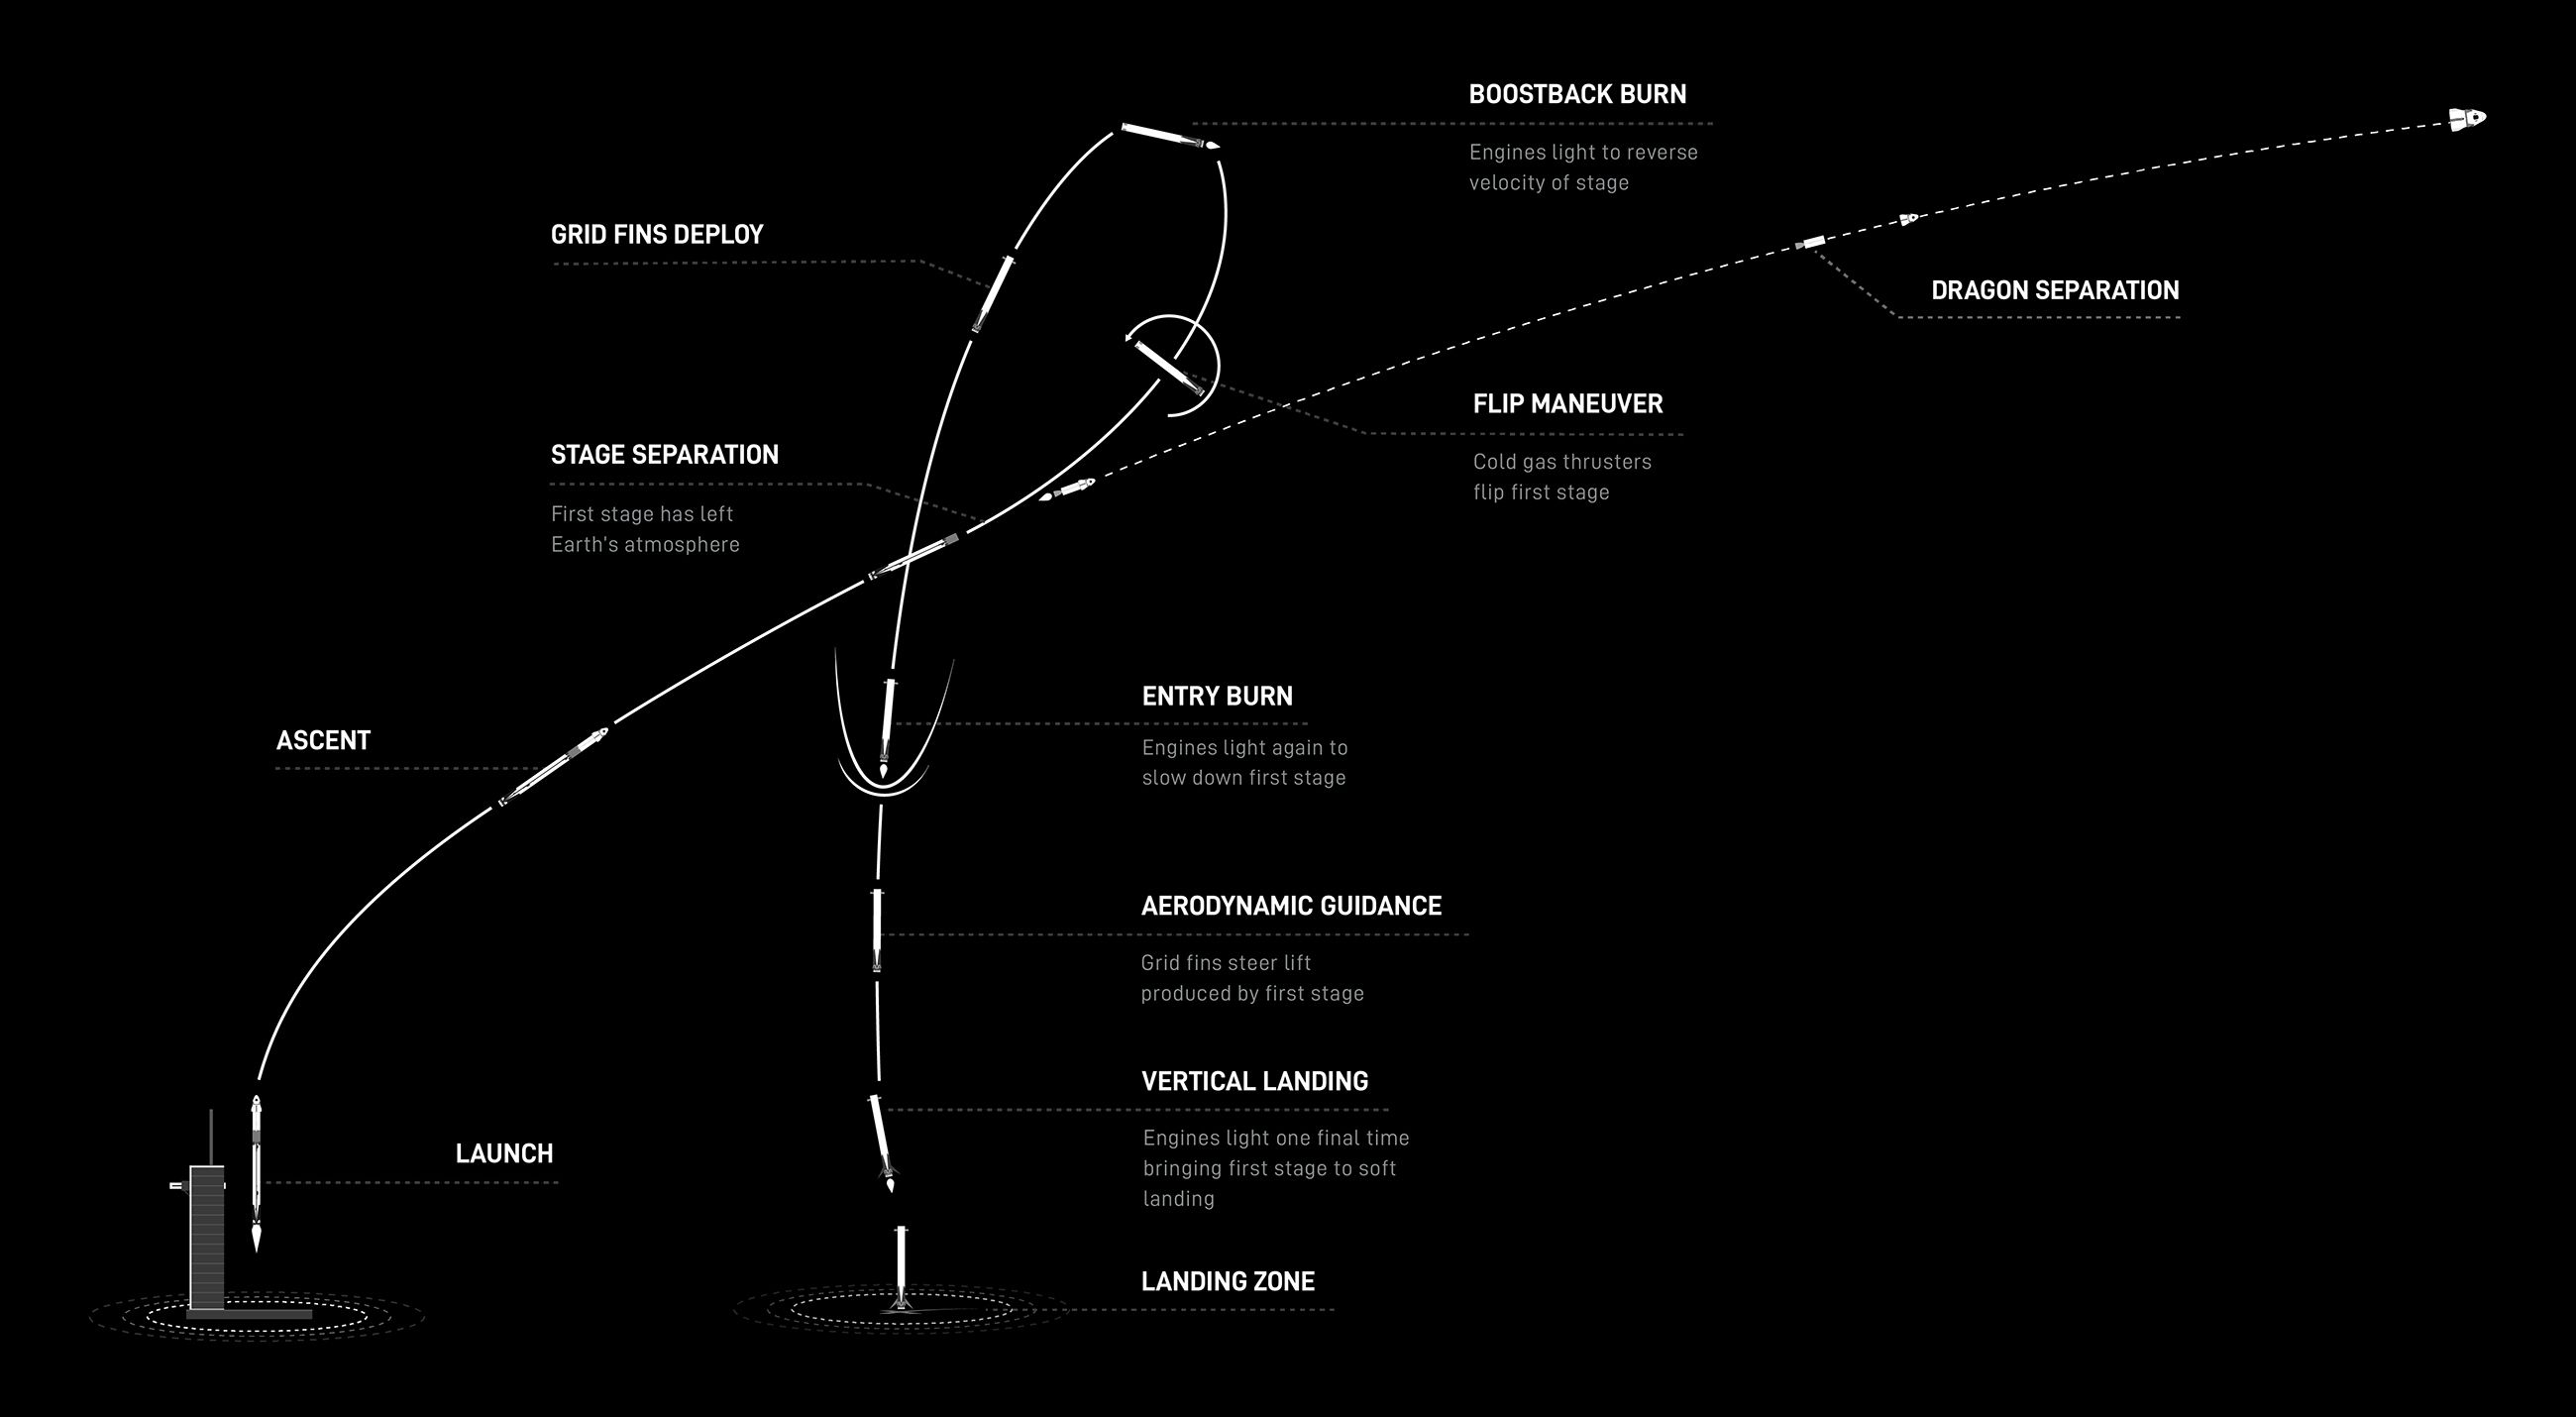 BOOSTBACK BURN
Engines light to reverse
velocity of stage
GRID FINS DEPLOY
DRAGON SEPARATION
FLIP MANEUVER
Cold gas thrusters
flip first stage
STAGE SEPARATION
First stage has left
Earth's atmosphere
ENTRY BURN
Engines light again to
slow down first stage
ASCENT
AERODYNAMIC GUIDANCE
Grid fins steer lift
produced by first stage
VERTICAL LANDING
Engines light one final time
bringing first stage to soft
landing
LAUNCH
LANDING ZONE